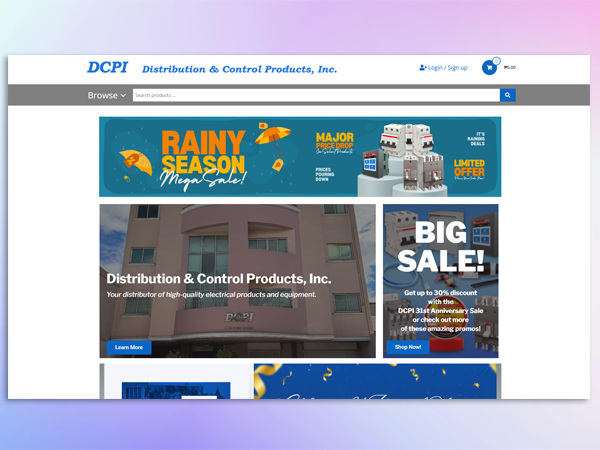 DCPI
Distribution & Control Products, Inc.
Login / Sign up
0
₱0.00
Browse
Search products ...
RAINY
SEASON
Mega Sale!
MAJOR
PRICE DROP
PRICES
POURING
DOWN
IT'S
RAINING
DEALS
LIMITED
OFFER
Distribution & Control Products, Inc.
Your distributor of high-quality electrical products and equipment.
Learn More
DCPI
BIG
SALE!
Get up to 30% discount
with the
DCPI 31st Anniversary Sale
or check out more
of these amazing promos!
Shop Now!